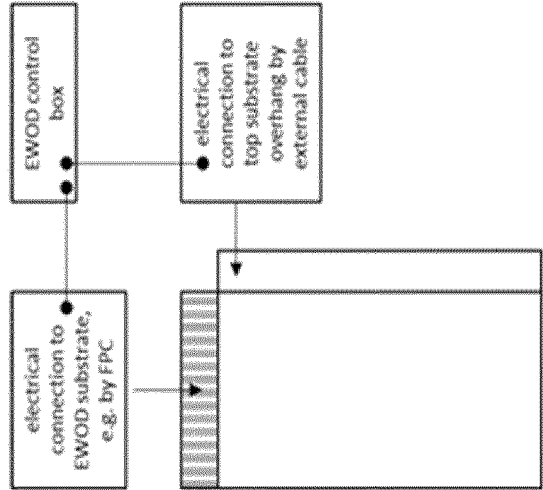 electrical
connection to
EWOD substrate,
e.g. by FPC
EWOD control
box
electrical
connection to
top substrate
overhang by
external cable